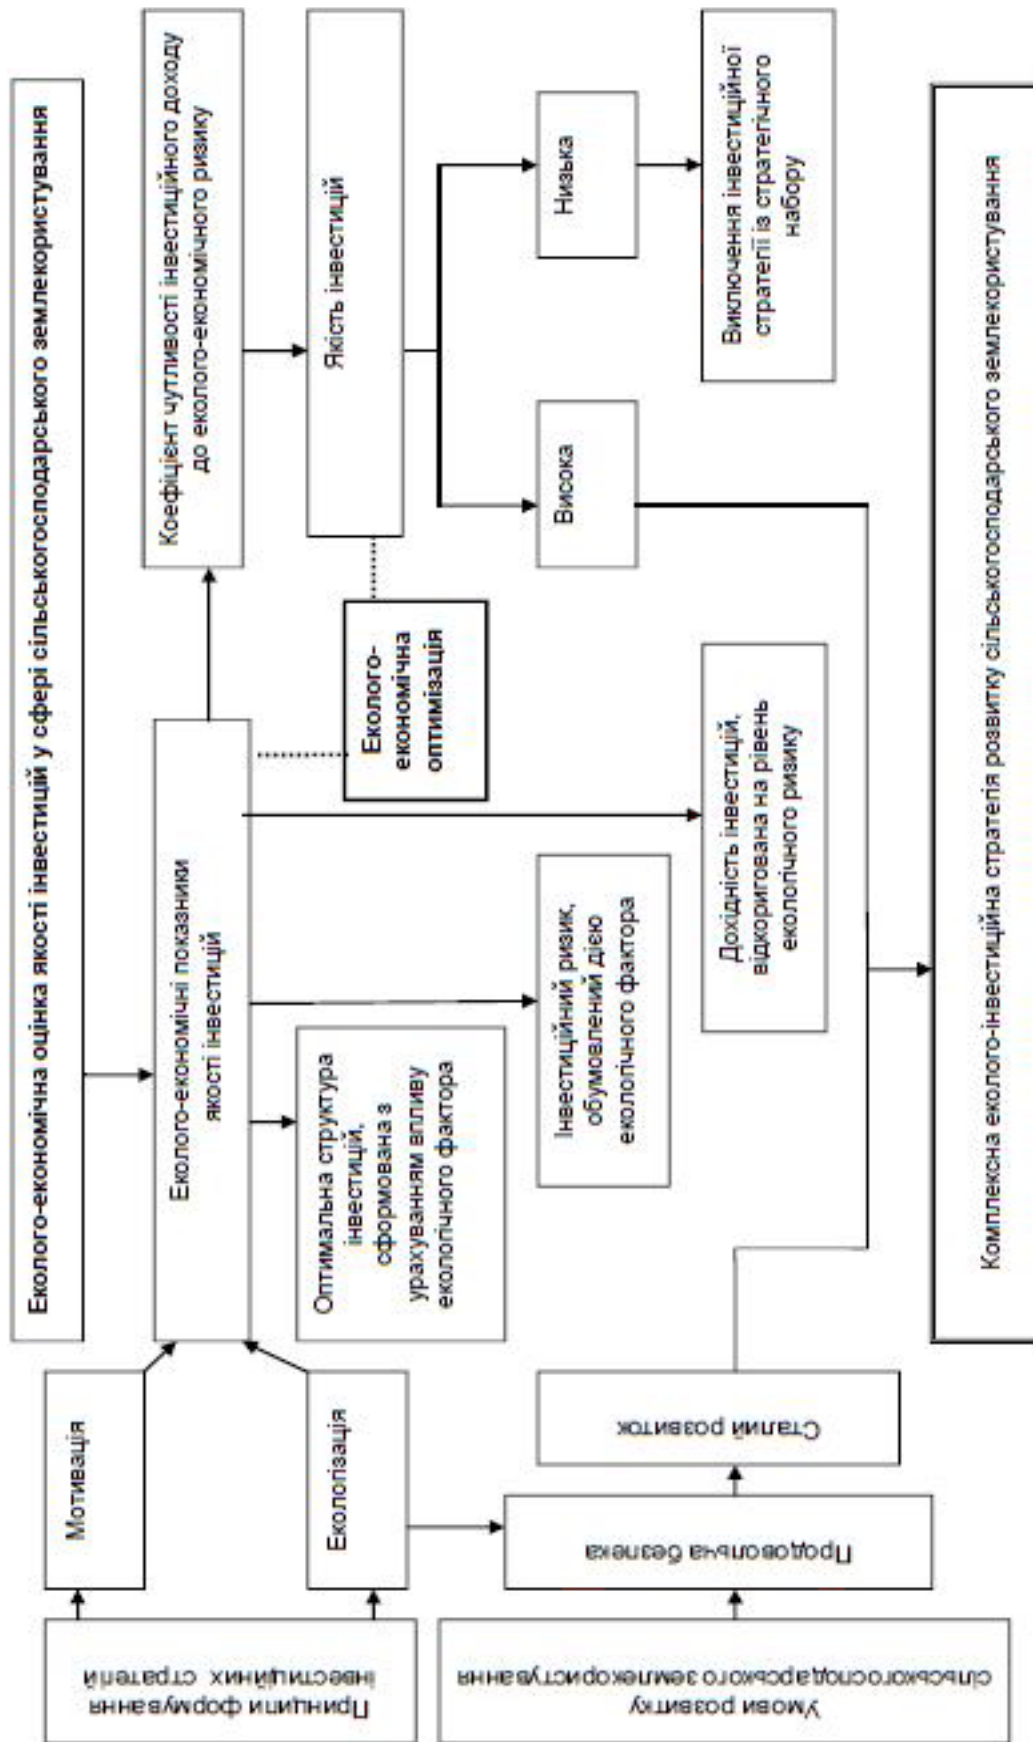 Еколого-економічна оцінка якості інвестицій у сфері сільськогосподарського землекористування
Принципи формування
інвестиційних стратегій
Мотивація
Екологізація
Еколого-економічні показники
якості інвестицій
Коефіцієнт чутливості інвестиційного доходу
до еколого-економічного ризику
Оптимальна структура
інвестицій,
сформована з
урахуванням впливу
екологічного фактора
Еколого-
економічна
оптимізація
Якість інвестицій
Інвестиційний ризик,
обумовлений дією
екологічного фактора
Висока
Низька
Дохідність інвестицій,
відкоригована на рівень
екологічного ризику
Виключення інвестиційної
стратегії із стратегічного
набору
Умови розвитку
сільськогосподарського землекористування
Продовольча безпека
Сталий розвиток
Комплексна еколого-інвестиційна стратегія розвитку сільськогосподарського землекористування